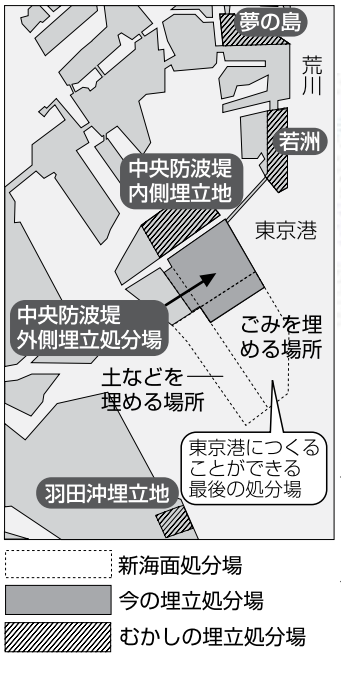 夢の島
荒川
若洲
中央防波堤
内側埋立地
東京港
中央防波堤
外側埋立処分場
ごみを埋
める場所
土などを
埋める場所
東京港につくる
ことができる
最後の処分場
羽田沖埋立地
新海面処分場
今の埋立処分場
むかしの埋立処分場